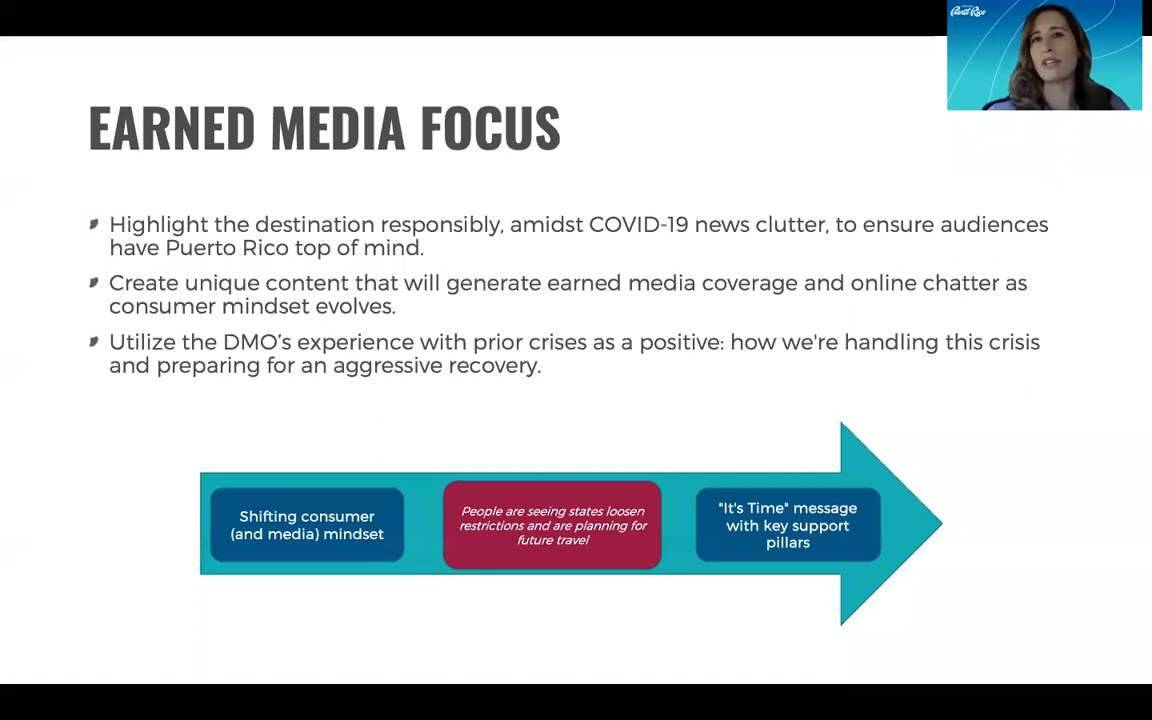 Puerto Rico
EARNED MEDIA FOCUS
Highlight the destination responsibly, amidst COVID-19 news clutter, to ensure audiences
have Puerto Rico top of mind.
Create unique content that will generate earned media coverage and online chatter as
consumer mindset evolves.
Utilize the DMO’s experience with prior crises as a positive: how we're handling this crisis
and preparing for an aggressive recovery.
Shifting consumer
(and media) mindset
People are seeing states loosen
restrictions and are planning for
future travel
"It's Time" message
with key support
pillars